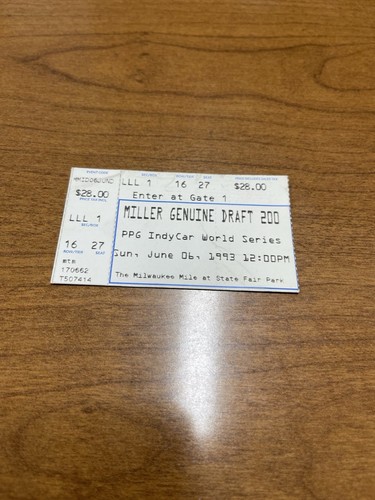 $28.00
LLL 1
16 27
mts
170662
T507414
LLL 1 16 27 $28.00
Enter at Gate 1
MILLER GENUINE DRAFT 200
PPG IndyCar World Series
Sun, June 06, 1993 12:00PM
The Milwaukee Mile at State Fair Park